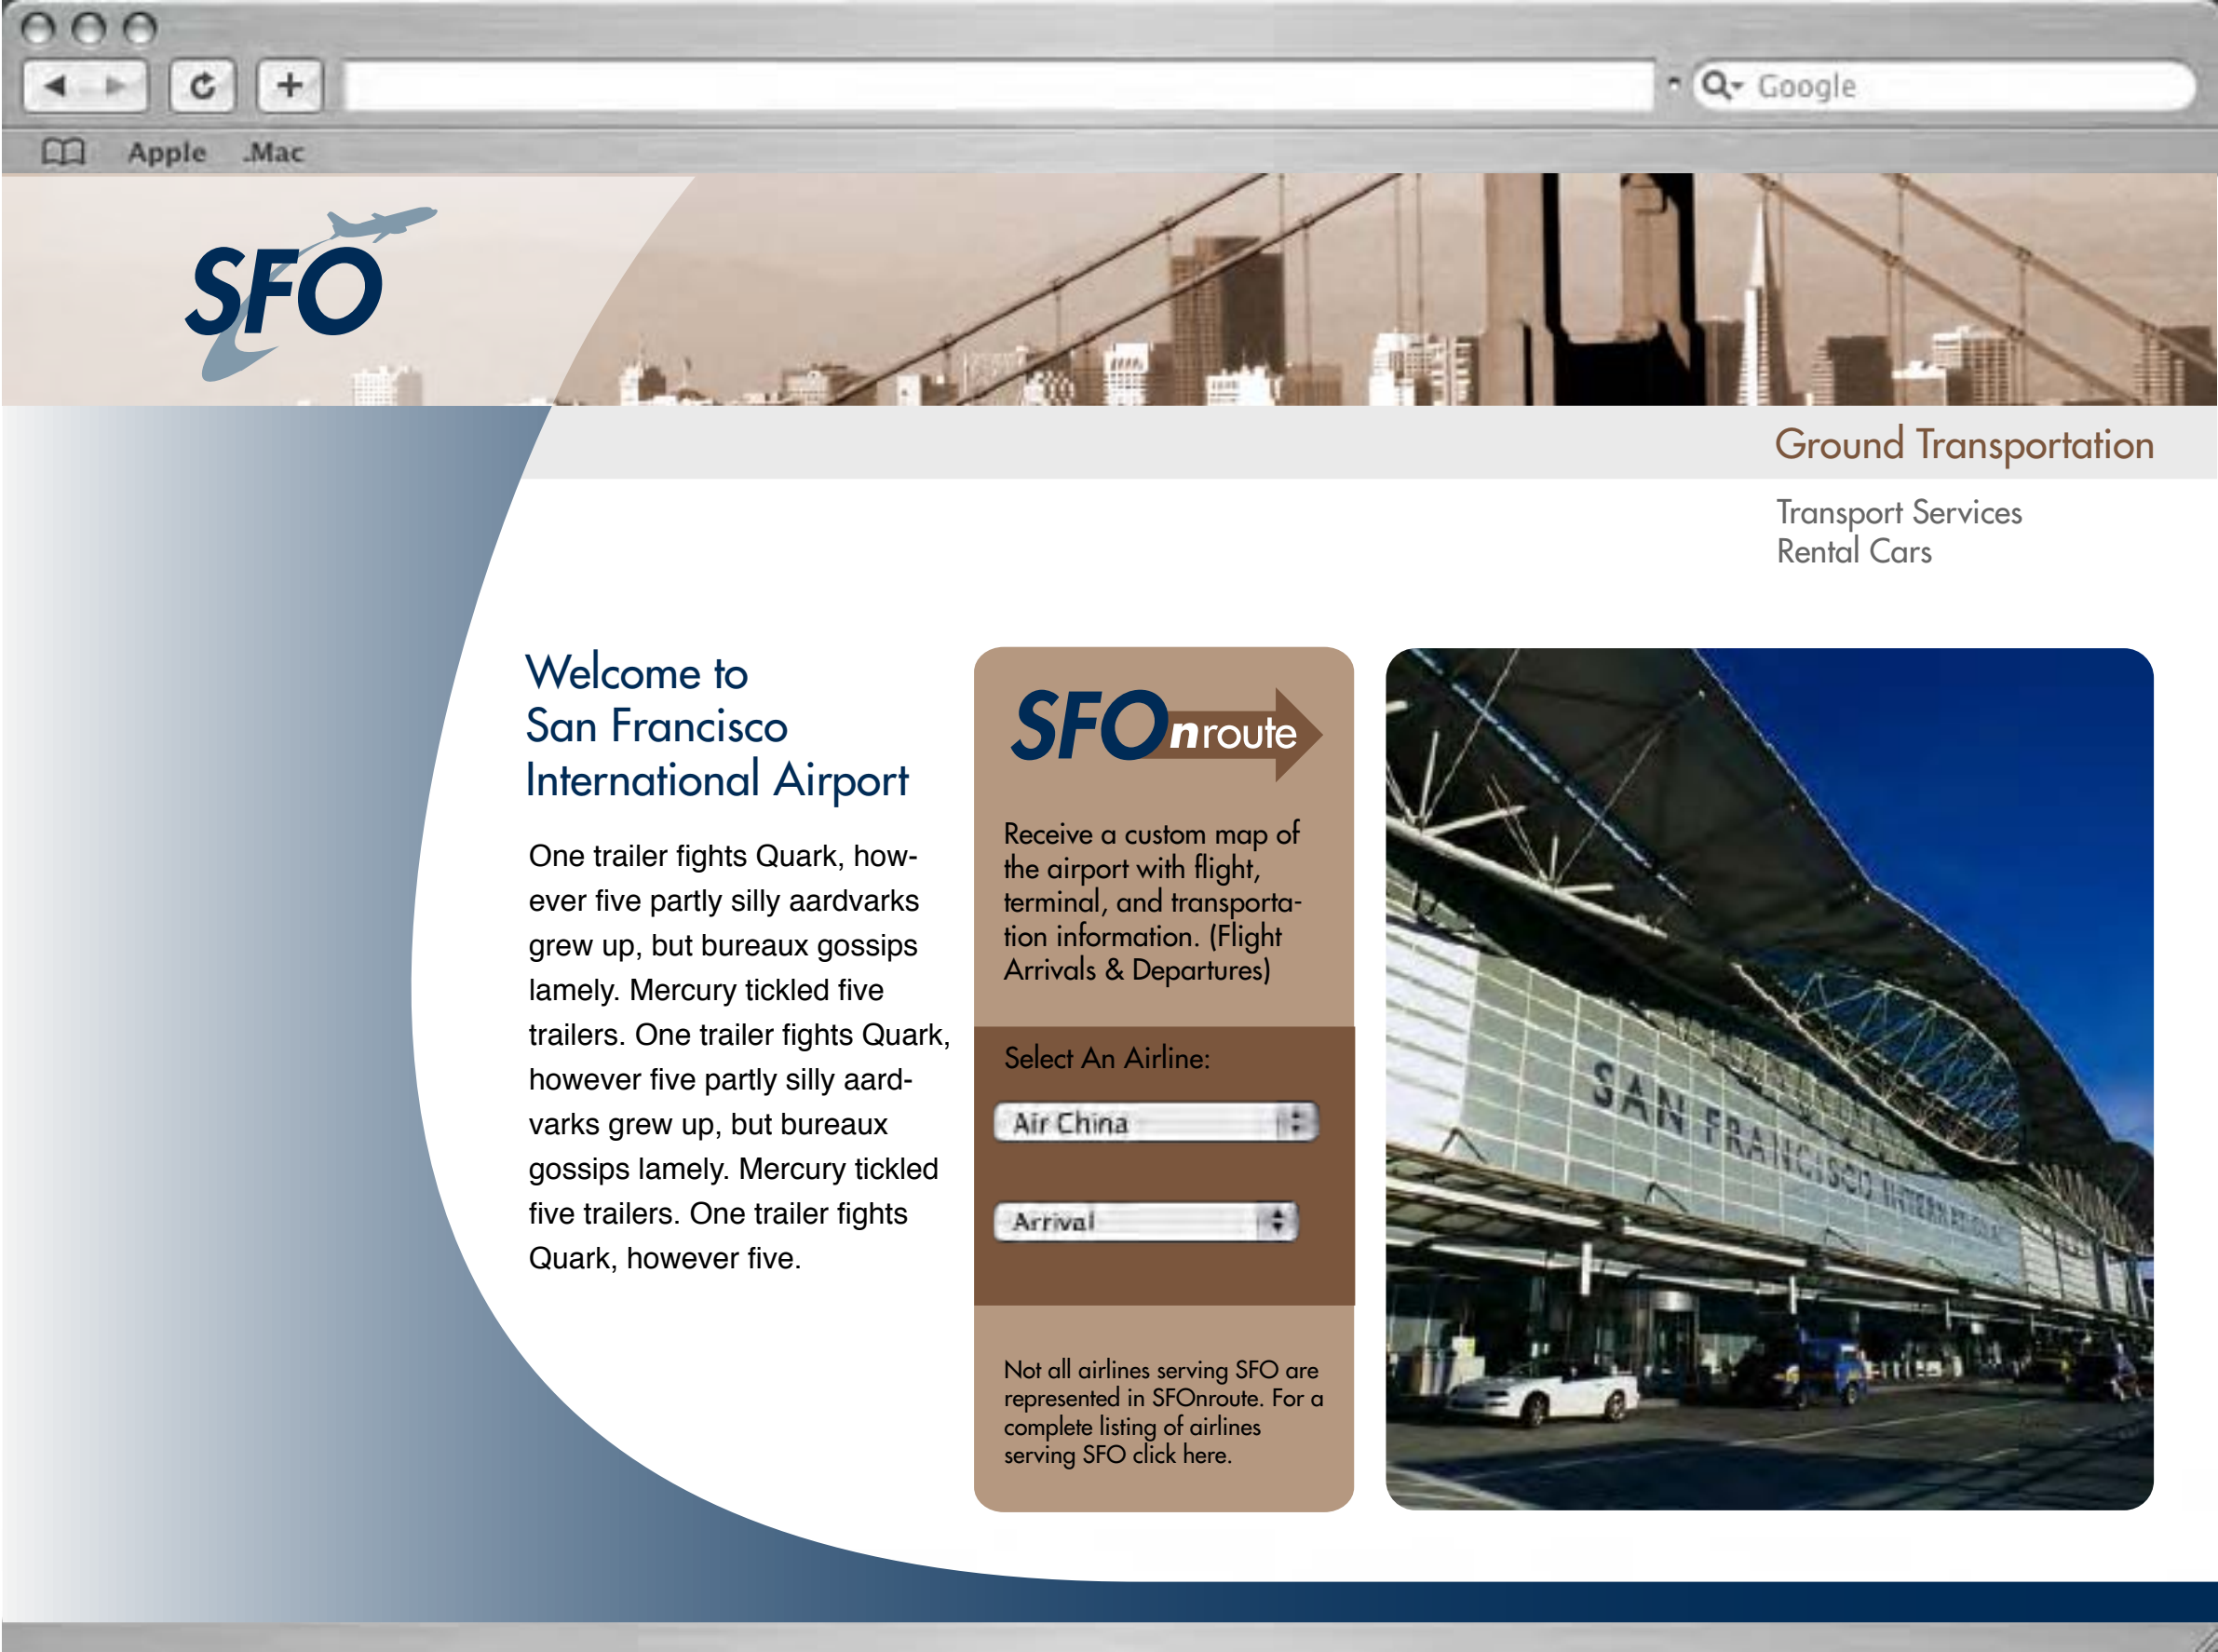 Google
Apple .Mac
SFO
Ground Transportation
Transport Services
Rental Cars
Welcome to
San Francisco
International Airport
One trailer fights Quark, how-
ever five partly silly aardvarks
grew up, but bureaux gossips
lamely. Mercury tickled five
trailers. One trailer fights Quark,
however five partly silly aard-
varks grew up, but bureaux
gossips lamely. Mercury tickled
five trailers. One trailer fights
Quark, however five.
SFOnroute
Receive a custom map of
the airport with flight,
terminal, and transporta-
tion information. (Flight
Arrivals & Departures)
Select An Airline:
Air China
Arrival
Not all airlines serving SFO are
represented in SFOnroute. For a
complete listing of airlines
serving SFO click here.
SAN FRANCISCO INTERNATIONAL